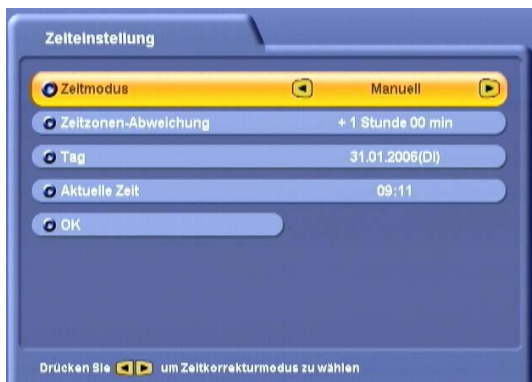 Zeiteinstellung
Zeitmodus Manuell
Zeitzonen-Abweichung + 1 Stunde 00 min
Tag 31.01.2006(Di)
Aktuelle Zeit 09:11
OK
Drücken Sie um Zeitkorrekturmodus zu wählen